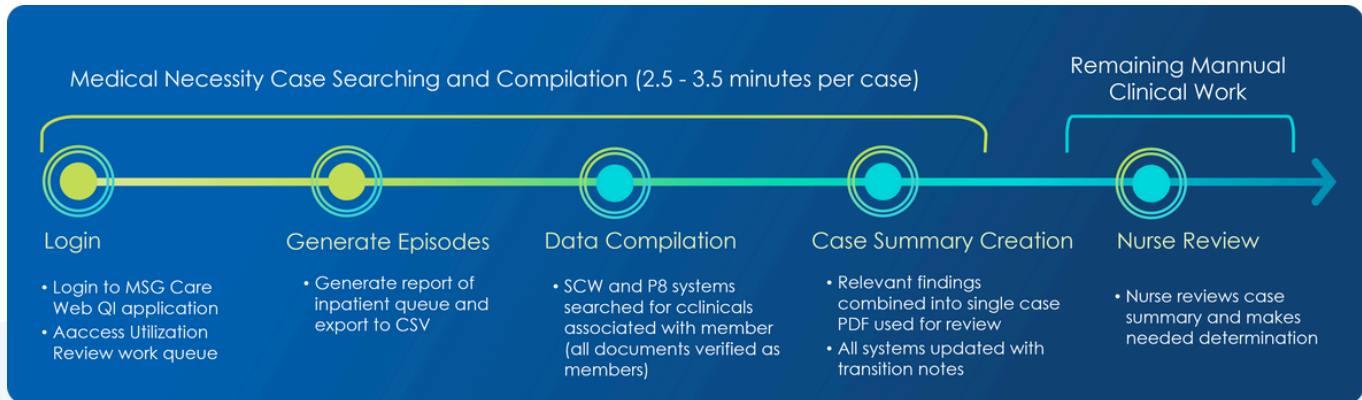 Medical Necessity Case Searching and Compilation (2.5 - 3.5 minutes per case)
Remaining Mannual
Clinical Work
Login
• Login to MSG Care
Web QI application
• Aaccess Utilization
Review work queue
Generate Episodes
• Generate report of
inpatient queue and
export to CSV
Data Compilation
• SCW and P8 systems
searched for cclinicals
associated with member
(all documents verified as
members)
Case Summary Creation
• Relevant findings
combined into single case
PDF used for review
• All systems updated with
transition notes
Nurse Review
• Nurse reviews case
summary and makes
needed determination